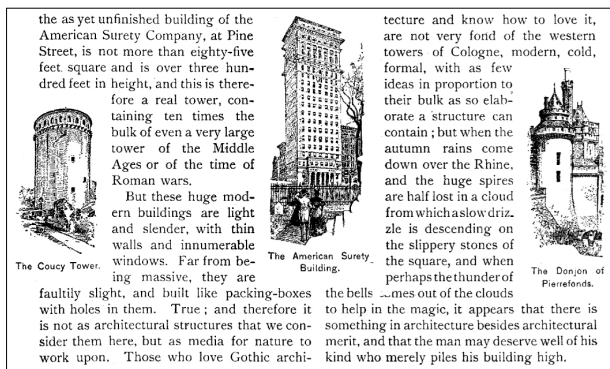 the as yet unfinished building of the
American Surety Company, at Pine
Street, is not more than eighty-five
feet square and is over three hun-
dred feet in height, and this is there-
fore a real tower, con-
taining ten times the
bulk of even a very large
tower of the Middle
Ages or of the time of
Roman wars.
But these huge mod-
ern buildings are light
and slender, with thin
walls and innumerable
windows. Far from be-
ing massive, they are
faultily slight, and built like packing-boxes
with holes in them. True; and therefore it
is not as architectural structures that we con-
sider them here, but as media for nature to
work upon. Those who love Gothic archi-
The Coucy Tower.
The American Surety
Building.
tecture and know how to love it,
are not very fond of the western
towers of Cologne, modern, cold,
formal, with as few
ideas in proportion to
their bulk as so elab-
orate a structure can
contain; but when the
autumn rains come
down over the Rhine,
and the huge spires
are half lost in a cloud
from which a slow driz-
zle is descending on
the slippery stones of
the square, and when
perhaps the thunder of
the bells comes out of the clouds
to help in the magic, it appears that there is
something in architecture besides architectural
merit, and that the man may deserve well of his
kind who merely piles his building high.
The Donjon of
Pierrefonds.